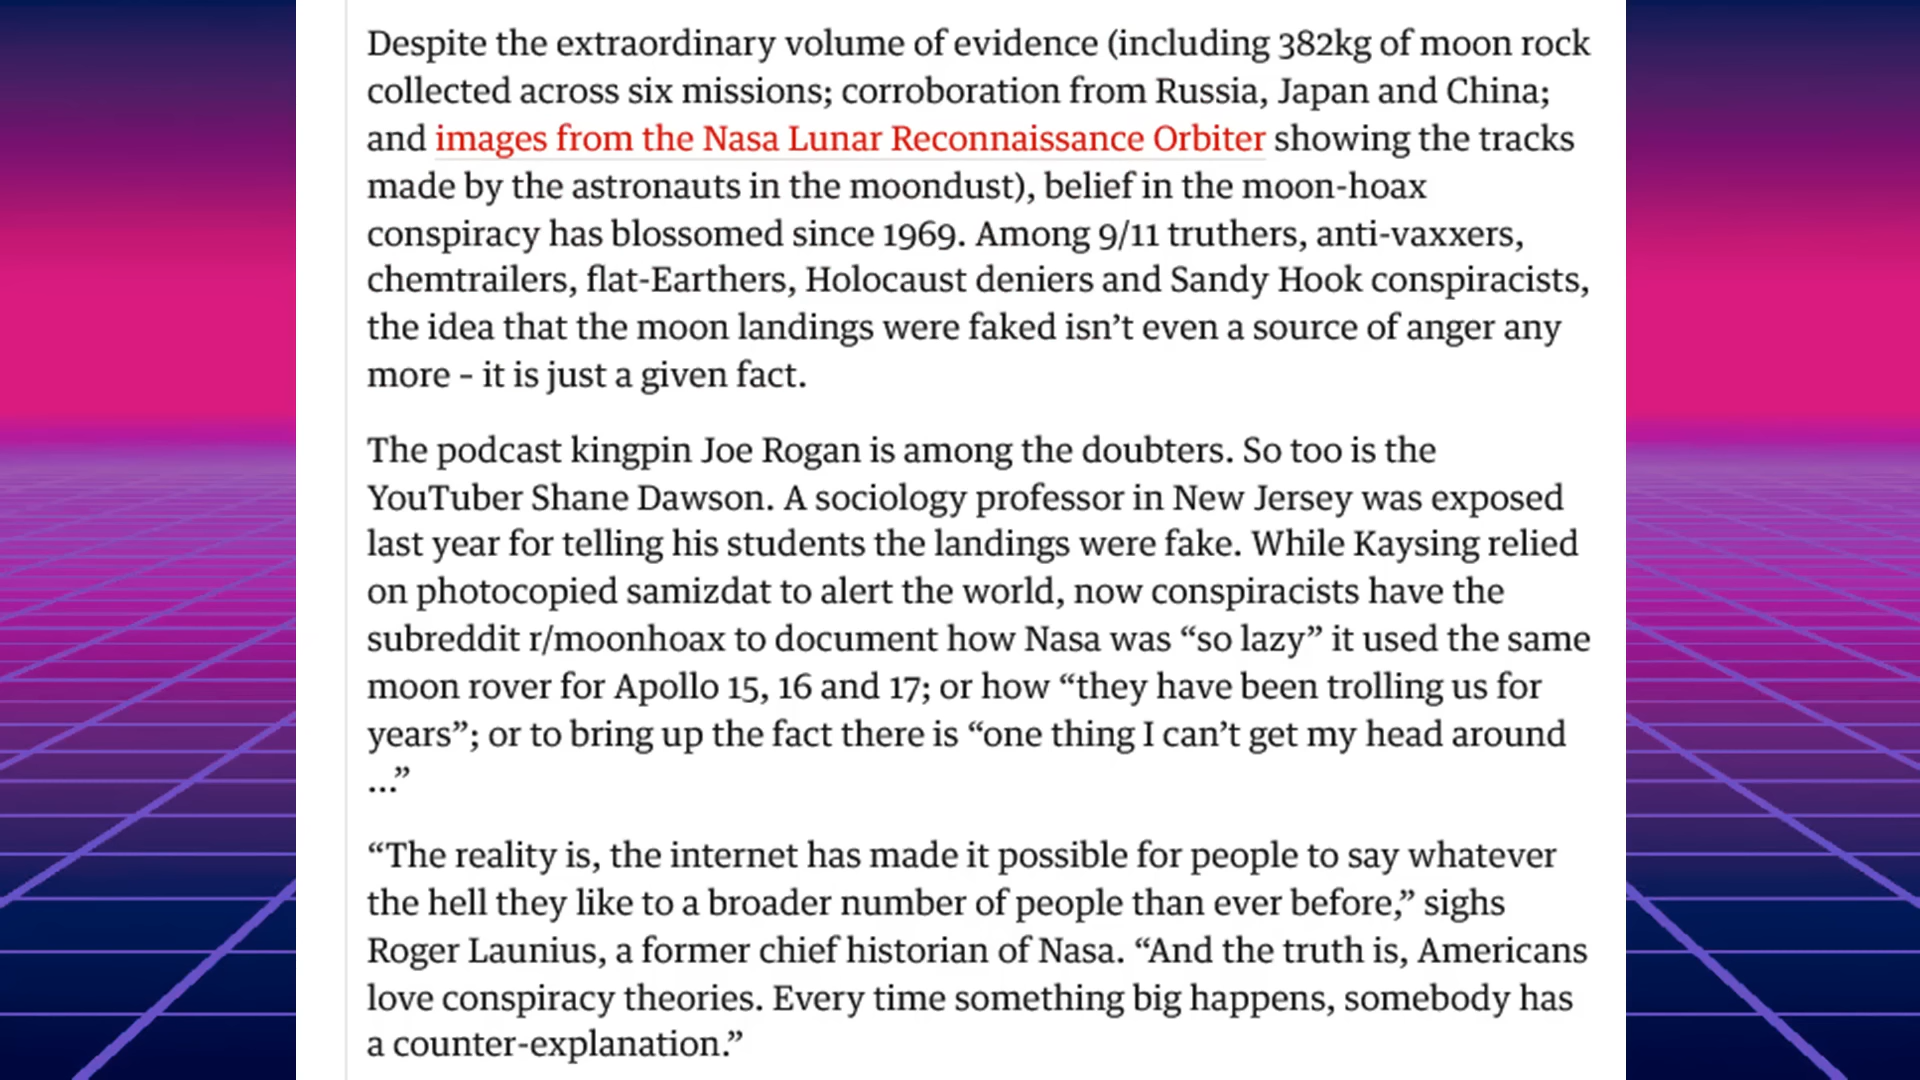 Despite the extraordinary volume of evidence (including 382kg of moon rock
collected across six missions; corroboration from Russia, Japan and China;
and images from the Nasa Lunar Reconnaissance Orbiter showing the tracks
made by the astronauts in the moondust), belief in the moon-hoax
conspiracy has blossomed since 1969. Among 9/11 truthers, anti-vaxxers,
chemtrailers, flat-Earthers, Holocaust deniers and Sandy Hook conspiracists,
the idea that the moon landings were faked isn’t even a source of anger any
more – it is just a given fact.
The podcast kingpin Joe Rogan is among the doubters. So too is the
YouTuber Shane Dawson. A sociology professor in New Jersey was exposed
last year for telling his students the landings were fake. While Kaysing relied
on photocopied samizdat to alert the world, now conspiracists have the
subreddit r/moonhoax to document how Nasa was “so lazy” it used the same
moon rover for Apollo 15, 16 and 17; or how “they have been trolling us for
years”; or to bring up the fact there is “one thing I can’t get my head around
…”
“The reality is, the internet has made it possible for people to say whatever
the hell they like to a broader number of people than ever before,” sighs
Roger Launius, a former chief historian of Nasa. “And the truth is, Americans
love conspiracy theories. Every time something big happens, somebody has
a counter-explanation.”